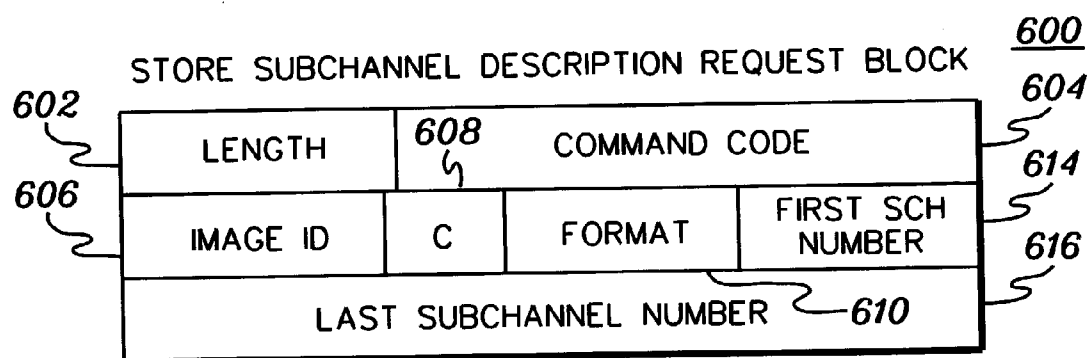 600
STORE SUBCHANNEL DESCRIPTION REQUEST BLOCK
602
LENGTH
608
COMMAND CODE
604
606
IMAGE ID
C
FORMAT
FIRST SCH
NUMBER
614
LAST SUBCHANNEL NUMBER
610
616